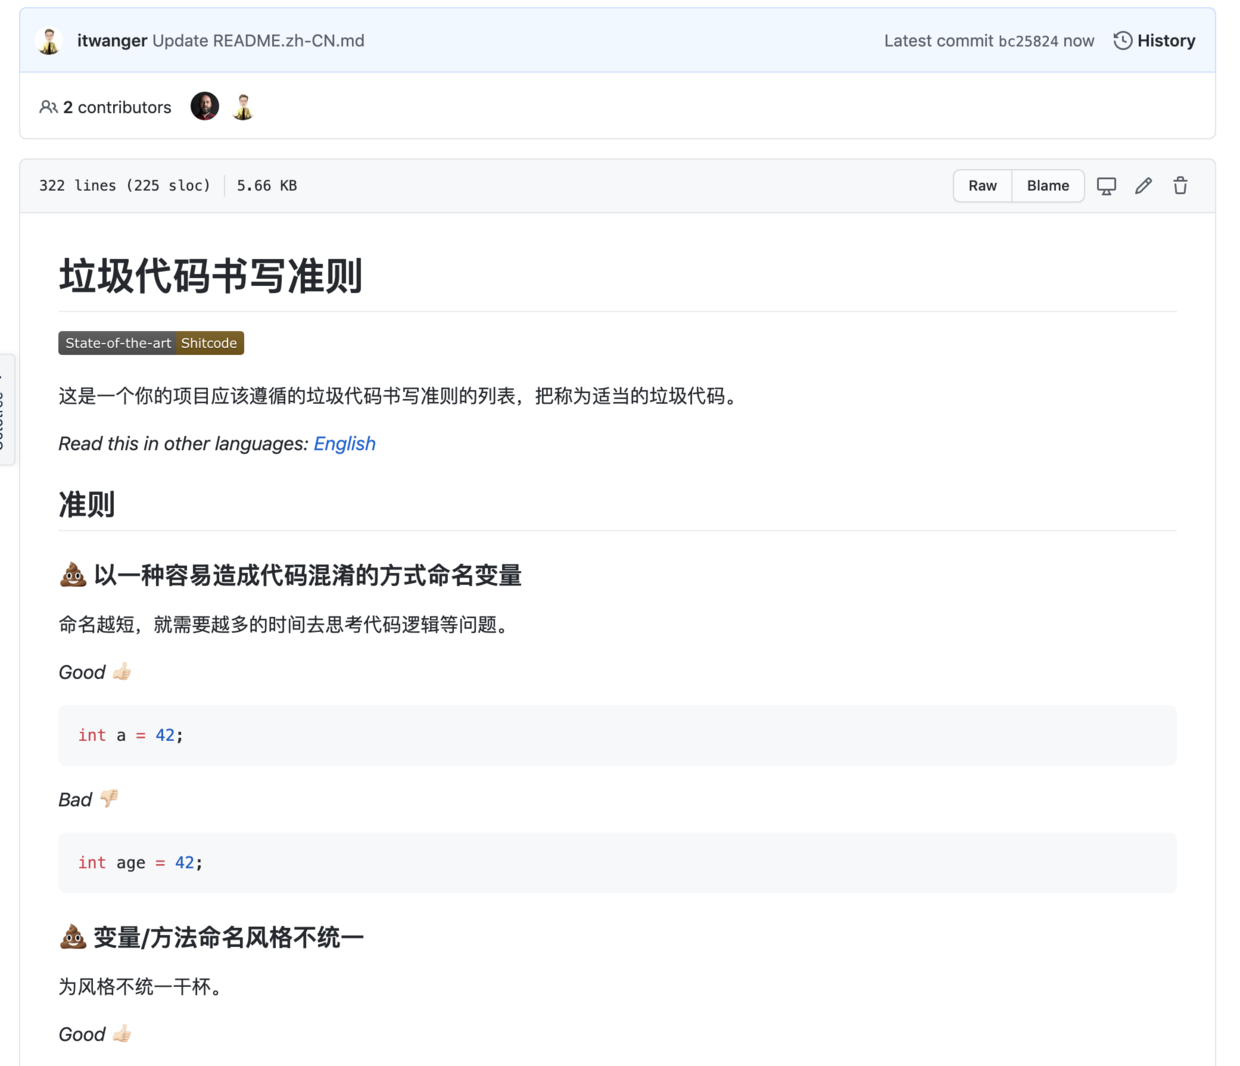 itwanger Update README.zh-CN.md
Latest commit bc25824 now History
2 contributors
322 lines (225 sloc) 5.66 KB
Raw Blame
垃圾代码书写准则
State-of-the-art Shitcode
这是一个你的项目应该遵循的垃圾代码书写准则的列表，把称为适当的垃圾代码。
Read this in other languages: English
准则
💩 以一种容易造成代码混淆的方式命名变量
命名越短，就需要越多的时间去思考代码逻辑等问题。
Good 👍🏻
int a = 42;
Bad 👎🏻
int age = 42;
💩 变量/方法命名风格不统一
为风格不统一干杯。
Good 👍🏻